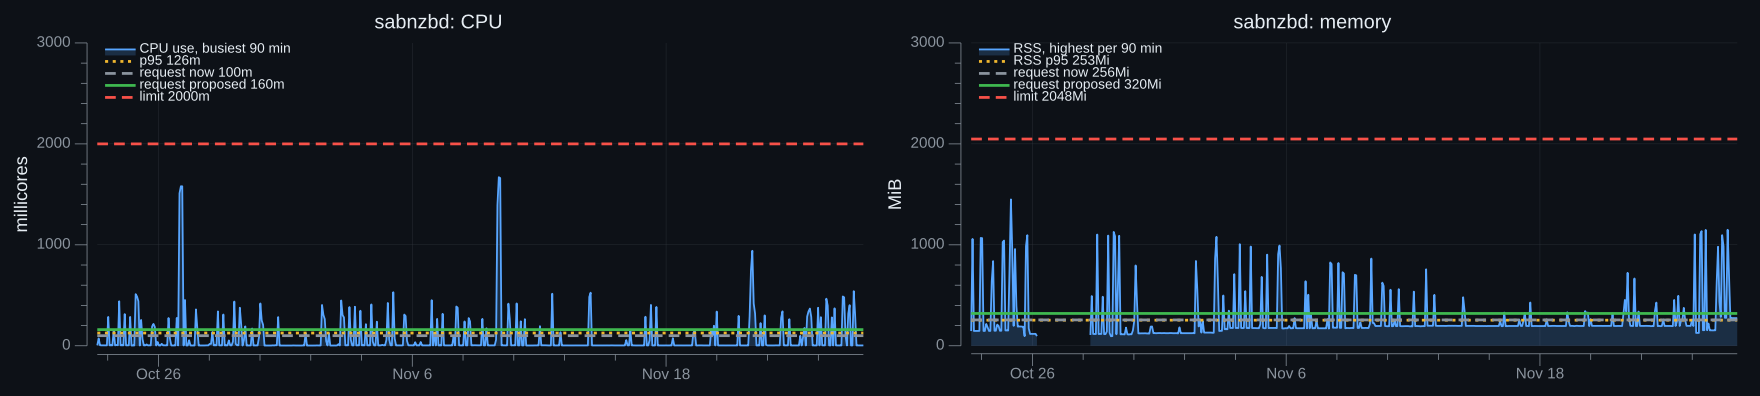 sabnzbd: CPU
3000
2000
1000
0
millicores
CPU use, busiest 90 min
p95 126m
request now 100m
request proposed 160m
limit 2000m
Oct 26
Nov 6
Nov 18
sabnzbd: memory
3000
2000
1000
0
MiB
RSS, highest per 90 min
RSS p95 253Mi
request now 256Mi
request proposed 320Mi
limit 2048Mi
Oct 26
Nov 6
Nov 18